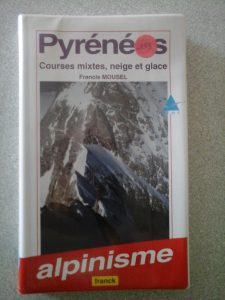 Pyrénées
Courses mixtes, neige et glace
Francis MOUSEL
alpinisme
franck